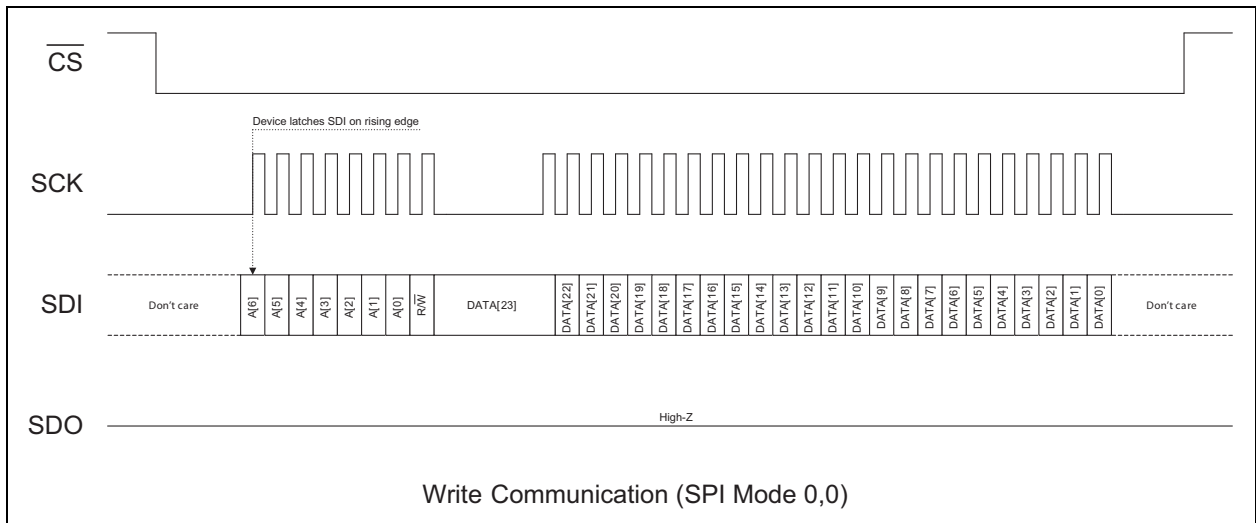 CS
Device latches SDI on rising edge
SCK
SDI
Don't care
A[6]
A[5]
A[4]
A[3]
A[2]
A[1]
A[0]
R/W
DATA[23]
DATA[22]
DATA[21]
DATA[20]
DATA[19]
DATA[18]
DATA[17]
DATA[16]
DATA[15]
DATA[14]
DATA[13]
DATA[12]
DATA[11]
DATA[10]
DATA[9]
DATA[8]
DATA[7]
DATA[6]
DATA[5]
DATA[4]
DATA[3]
DATA[2]
DATA[1]
DATA[0]
Don't care
SDO
High-Z
Write Communication (SPI Mode 0,0)